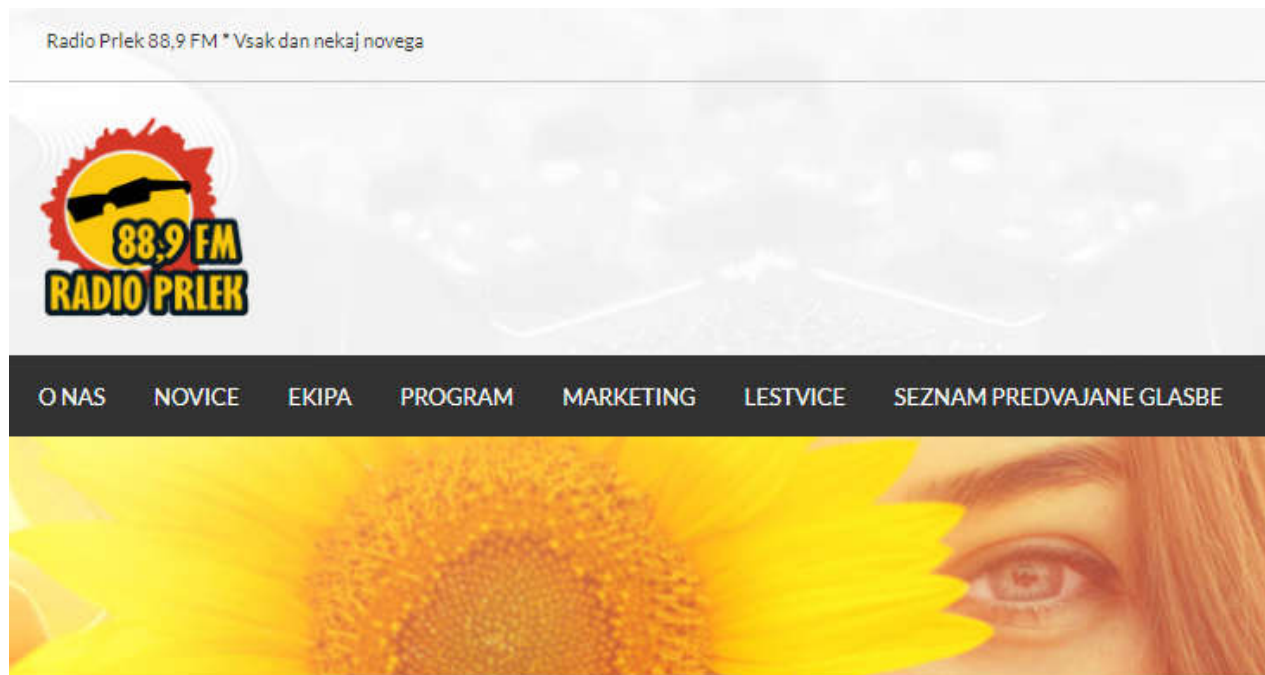 Radio Prlek 88,9 FM * Vsak dan nekaj novega
88,9 FM
RADIO PRLEK
O NAS NOVICE EKIPA PROGRAM MARKETING LESTVICE SEZNAM PREDVAJANE GLASBE